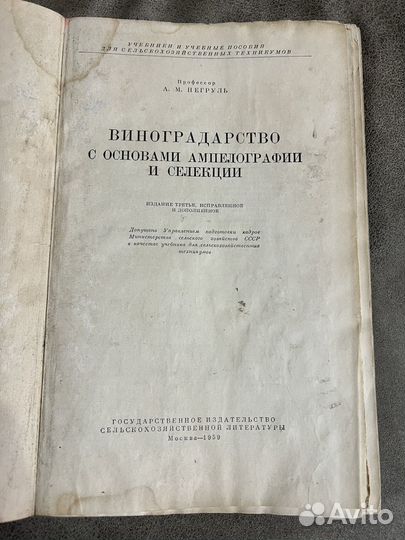 УЧЕБНИКИ И УЧЕБНЫЕ ПОСОБИЯ
ДЛЯ СЕЛЬСКОХОЗЯЙСТВЕННЫХ ТЕХНИКУМОВ
Профессор
А. М. НЕГРУЛЬ
ВИНОГРАДАРСТВО
С ОСНОВАМИ АМПЕЛОГРАФИИ
И СЕЛЕКЦИИ
ИЗДАНИЕ ТРЕТЬЕ, ИСПРАВЛЕННОЕ
И ДОПОЛНЕННОЕ
Допущено Управлением подготовки кадров
Министерства сельского хозяйства СССР
в качестве учебника для сельскохозяйственных
техникумов
ГОСУДАРСТВЕННОЕ ИЗДАТЕЛЬСТВО
СЕЛЬСКОХОЗЯЙСТВЕННОЙ ЛИТЕРАТУРЫ
Москва—1959
Avito